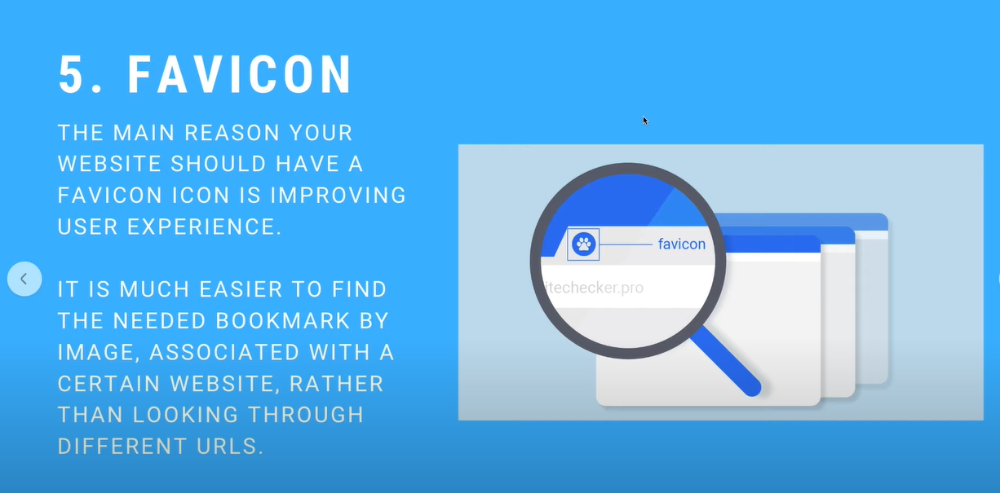 5. FAVICON
THE MAIN REASON YOUR
WEBSITE SHOULD HAVE A
FAVICON ICON IS IMPROVING
USER EXPERIENCE.
IT IS MUCH EASIER TO FIND
THE NEEDED BOOKMARK BY
IMAGE, ASSOCIATED WITH A
CERTAIN WEBSITE, RATHER
THAN LOOKING THROUGH
DIFFERENT URLS.
favicon
itechecker.pro